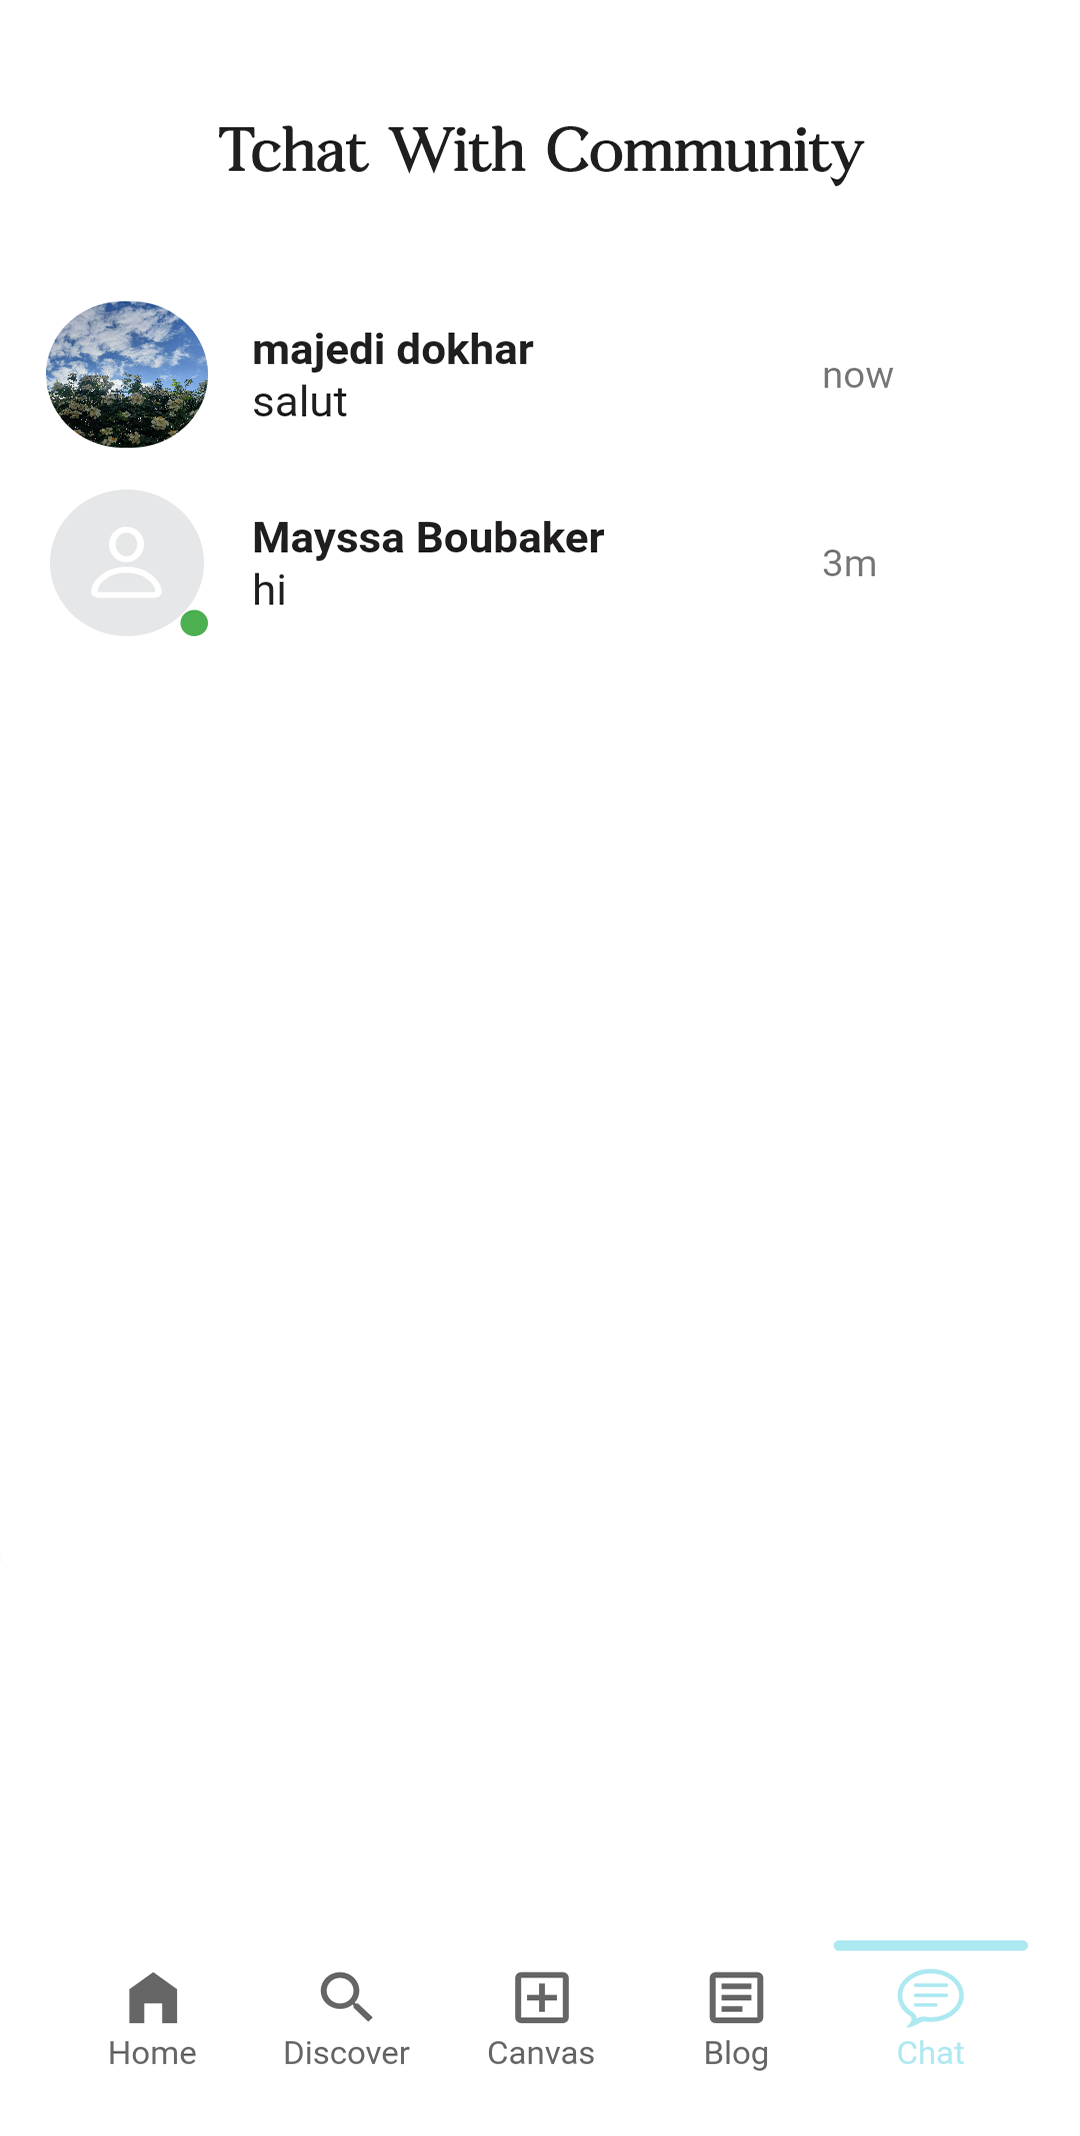 Tchat With Community
majedi dokhar
salut
now
Mayssa Boubaker
hi
3m
Home
Discover
Canvas
Blog
Chat